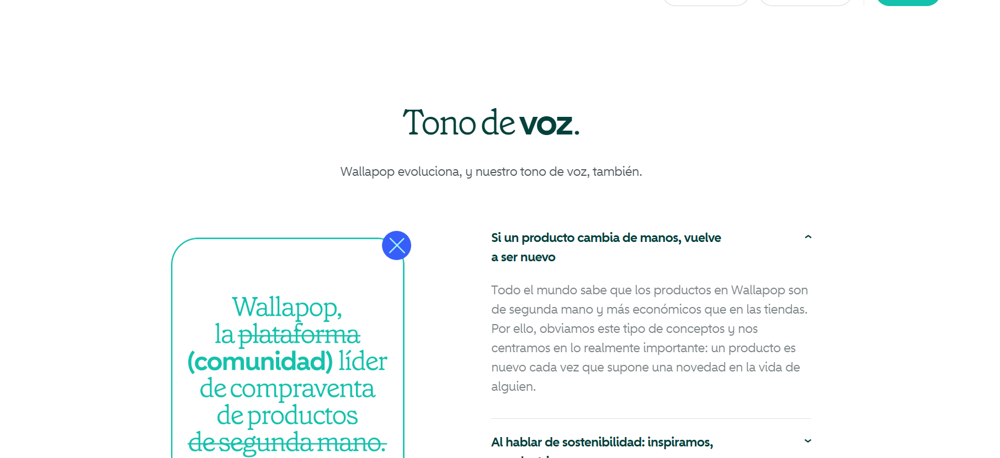 Tono de voz.
Wallapop evoluciona, y nuestro tono de voz, también.
Wallapop,
la plataforma
(comunidad) líder
de compraventa
de productos
de segunda mano.
Si un producto cambia de manos, vuelve
a ser nuevo
Todo el mundo sabe que los productos en Wallapop son
de segunda mano y más económicos que en las tiendas.
Por ello, obviamos este tipo de conceptos y nos
centramos en lo realmente importante: un producto es
nuevo cada vez que supone una novedad en la vida de
alguien.
Al hablar de sostenibilidad: inspiramos,